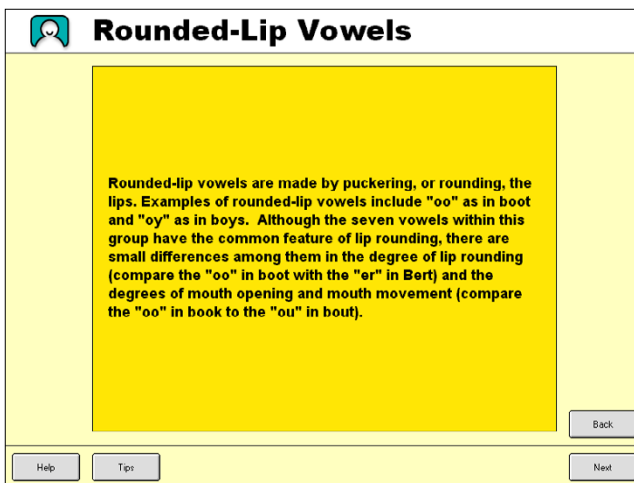 Rounded-Lip Vowels
Rounded-lip vowels are made by puckering, or rounding, the
lips. Examples of rounded-lip vowels include "oo" as in boot
and "oy" as in boys.  Although the seven vowels within this
group have the common feature of lip rounding, there are
small differences among them in the degree of lip rounding
(compare the "oo" in boot with the "er" in Bert) and the
degrees of mouth opening and mouth movement (compare
the "oo" in book to the "ou" in bout).
Back
Help
Tips
Next